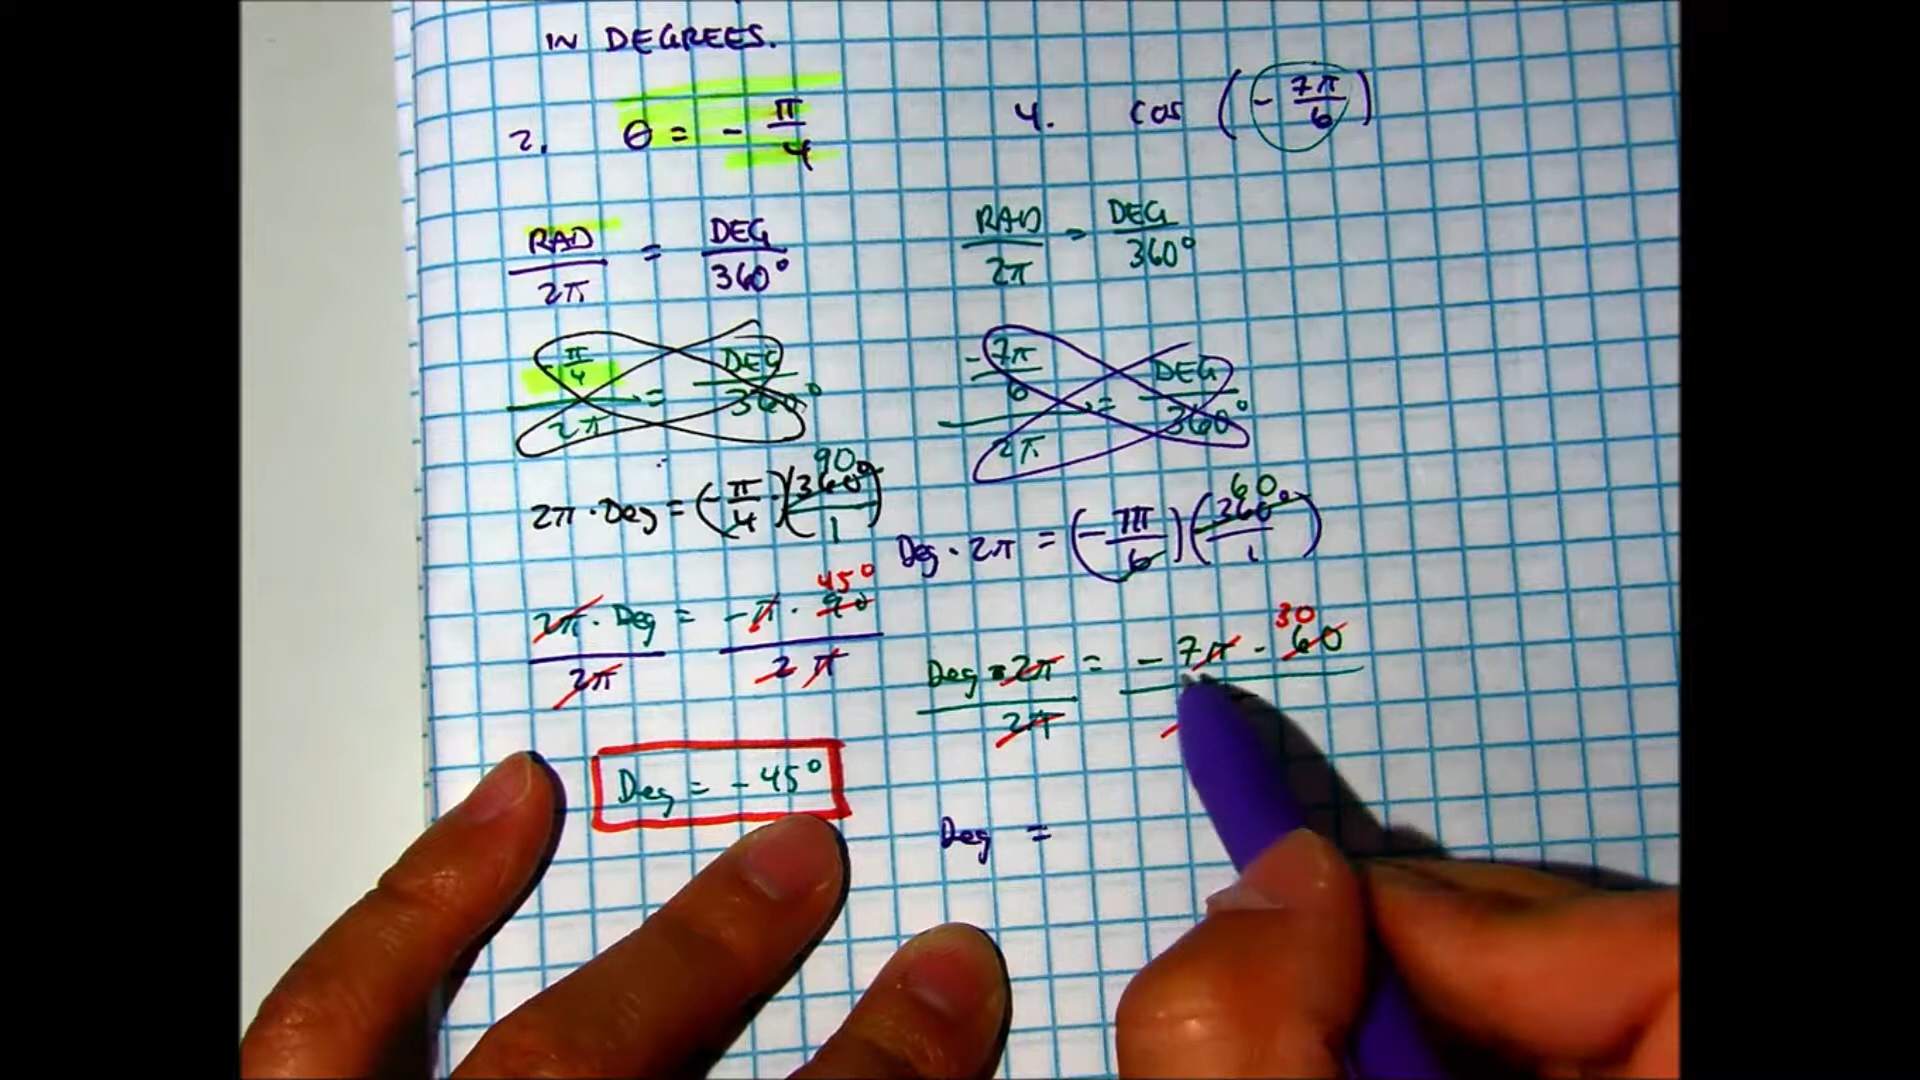 IN DEGREES.
2. θ = - π/4
RAD/2π = DEG/360°
-π/4 / 2π = DEG/360°
2π · Deg = (-π/4)(360°/1)
90
45°
2π · Deg / 2π = -π · 90 / 2π
Deg = -45°
4. cos (-7π/6)
RAD/2π = DEG/360°
-7π/6 / 2π = DEG/360°
60
Deg · 2π = (-7π/6)(360°/1)
30
Deg · 2π / 2π = -7π · 60
Deg =